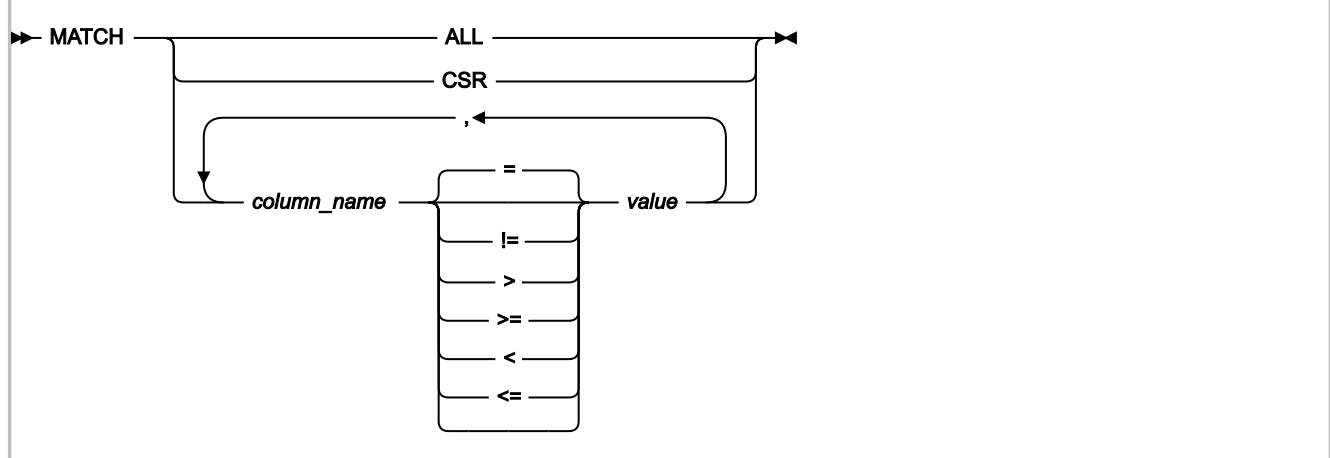 MATCH ALL
CSR
,
=
column_name value
!=
>
>=
<
<=